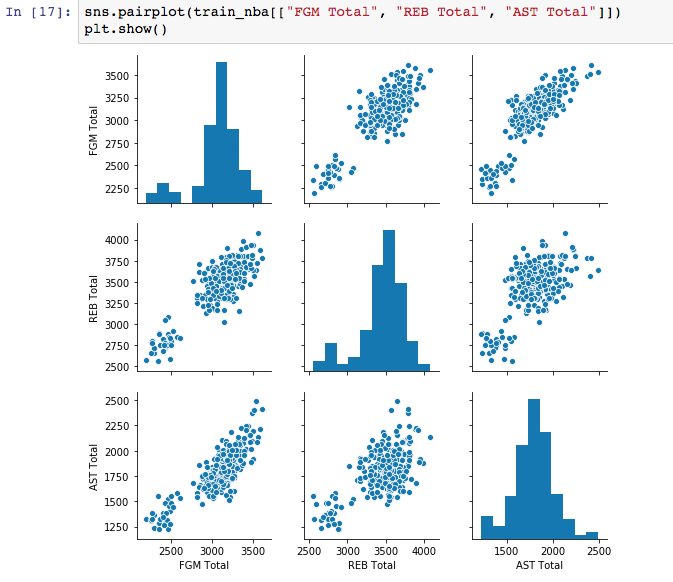 In [17]: sns.pairplot(train_nba[["FGM Total", "REB Total", "AST Total"]])
plt.show()
3500
3250
3000
2750
2500
2250
FGM Total
4000
3750
3500
3250
3000
2750
2500
REB Total
2500
2250
2000
1750
1500
1250
AST Total
2500 3000 3500 2500 3000 3500 4000 1500 2000 2500
FGM Total REB Total AST Total